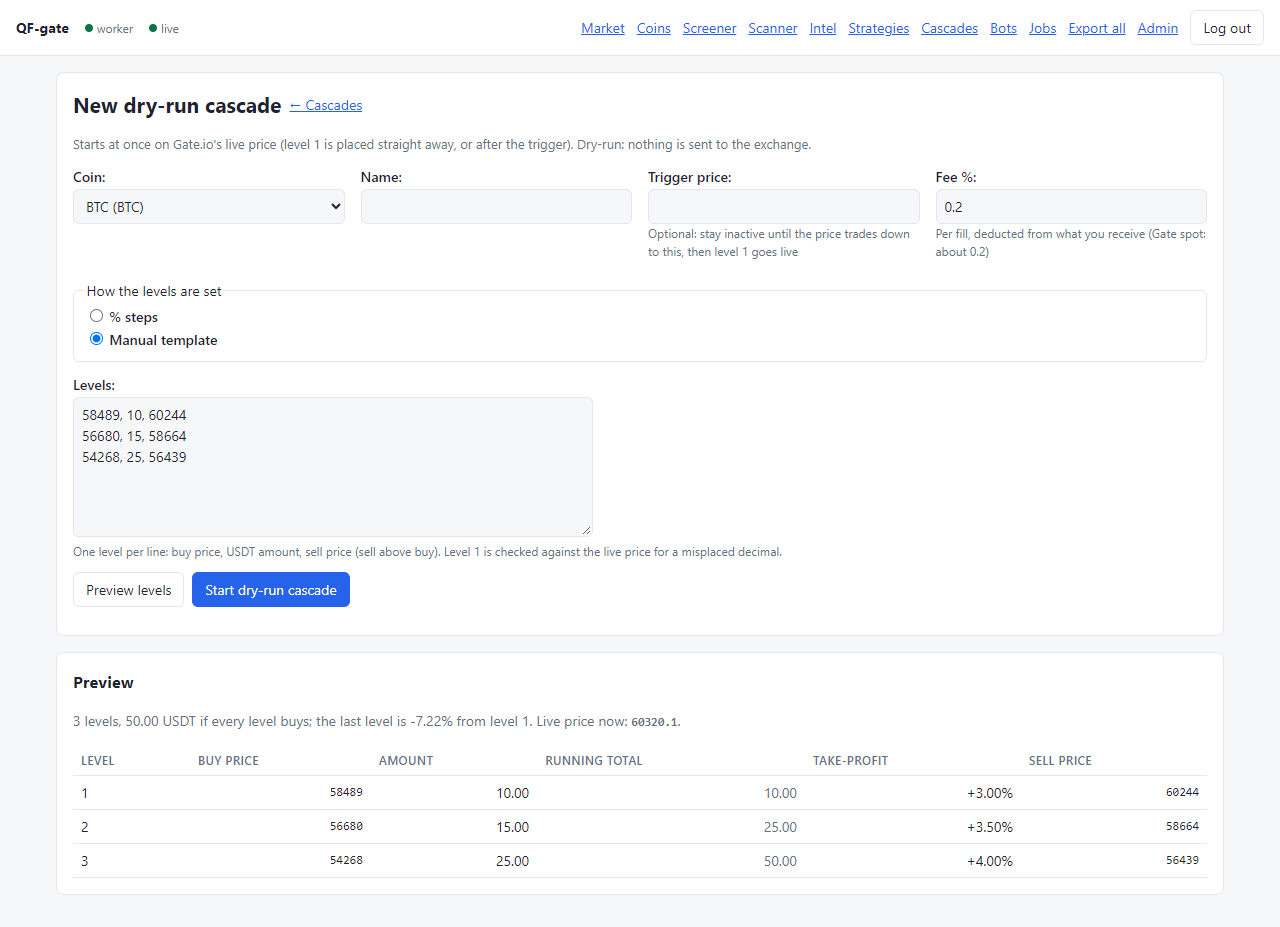 QF-gate worker live Market Coins Screener Scanner Intel Strategies Cascades Bots Jobs Export all Admin Log out
New dry-run cascade ← Cascades
Starts at once on Gate.io's live price (level 1 is placed straight away, or after the trigger). Dry-run: nothing is sent to the exchange.
Coin: Name: Trigger price: Fee %:
BTC (BTC) 0.2
Optional: stay inactive until the price trades down Per fill, deducted from what you receive (Gate spot:
to this, then level 1 goes live about 0.2)
How the levels are set
% steps
Manual template
Levels:
58489, 10, 60244
56680, 15, 58664
54268, 25, 56439
One level per line: buy price, USDT amount, sell price (sell above buy). Level 1 is checked against the live price for a misplaced decimal.
Preview levels Start dry-run cascade
Preview
3 levels, 50.00 USDT if every level buys; the last level is -7.22% from level 1. Live price now: 60320.1.
LEVEL BUY PRICE AMOUNT RUNNING TOTAL TAKE-PROFIT SELL PRICE
1 58489 10.00 10.00 +3.00% 60244
2 56680 15.00 25.00 +3.50% 58664
3 54268 25.00 50.00 +4.00% 56439